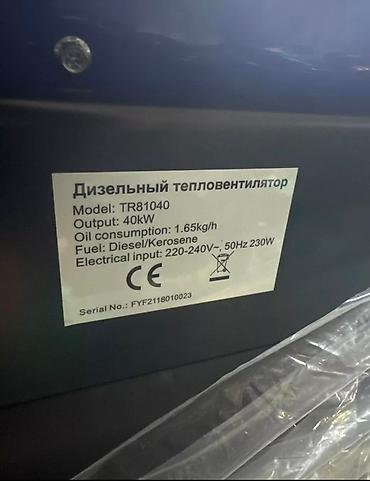 Дизельный тепловентилятор
Model: TR81040
Output: 40kW
Oil consumption: 1.65kg/h
Fuel: Diesel/Kerosene
Electrical input: 220-240V~, 50Hz 230W
CE
Serial No.: FYF2118010023